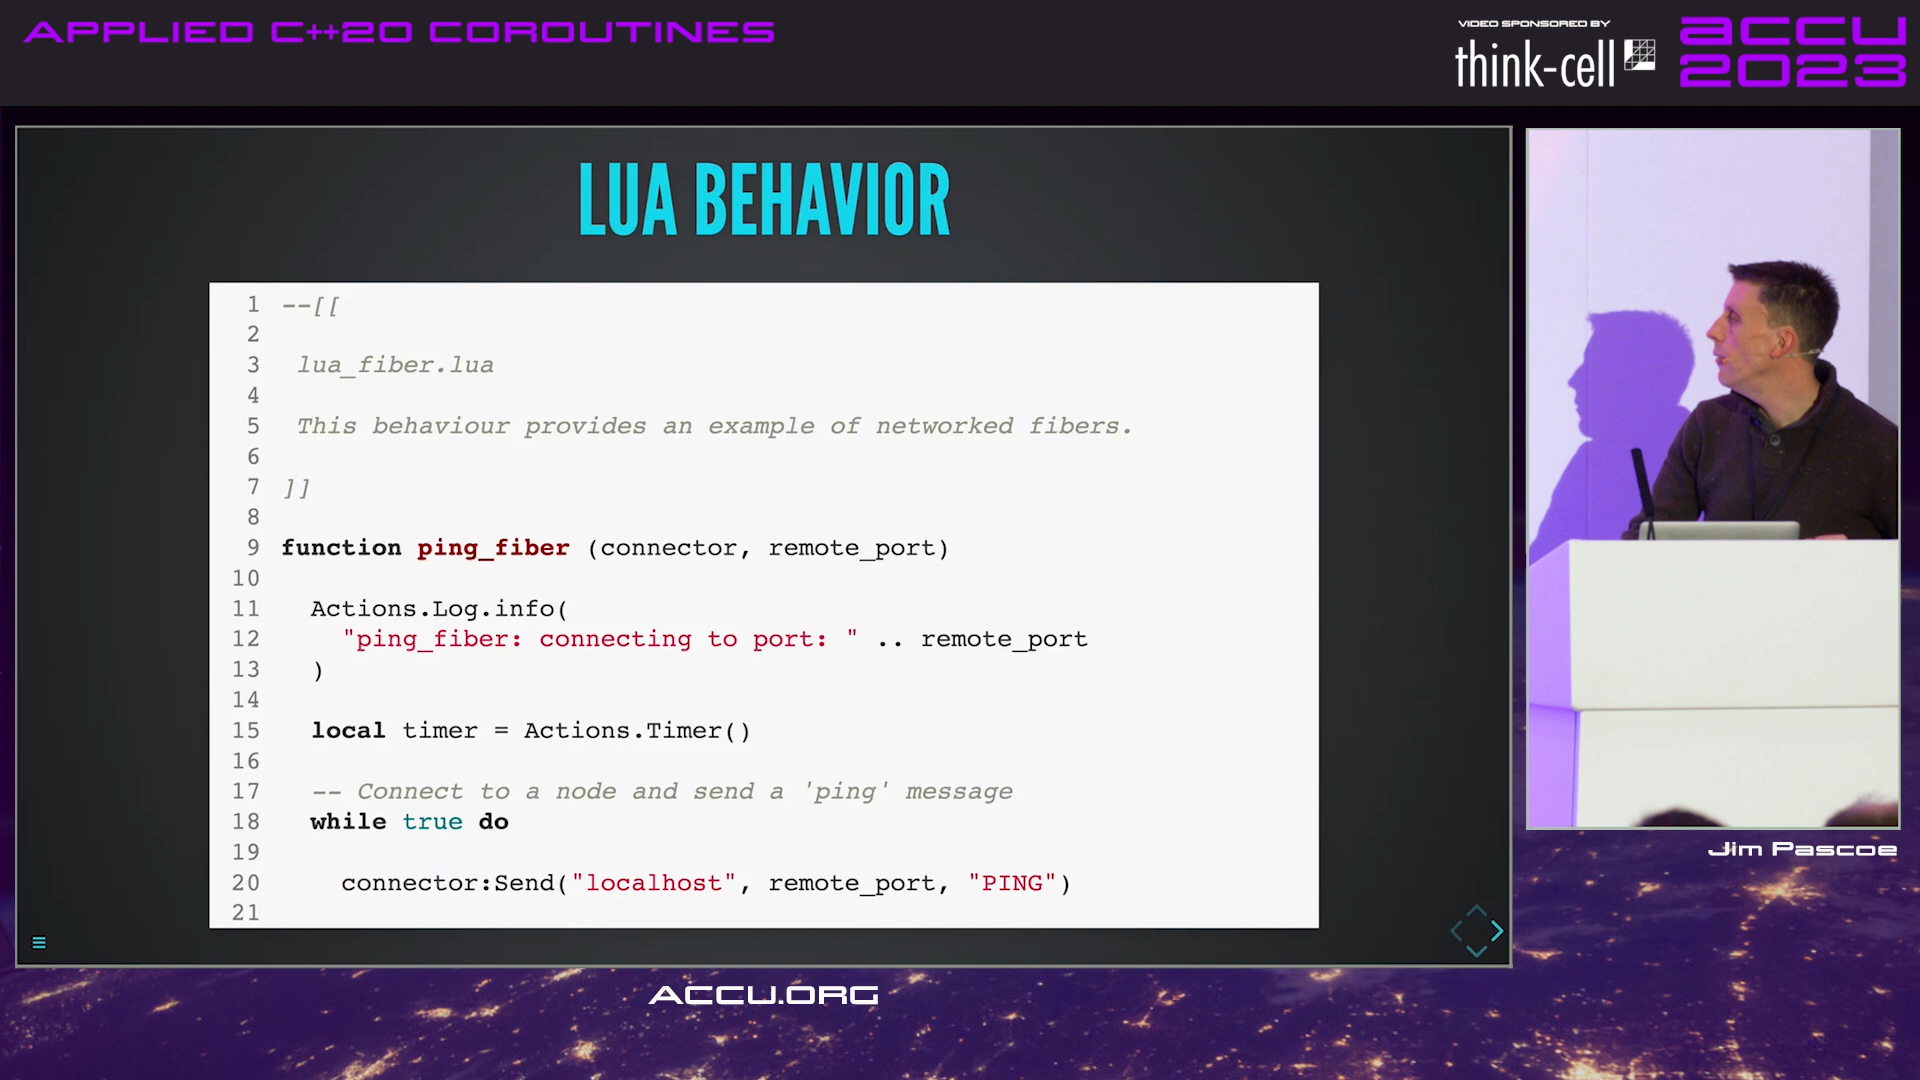 APPLIED C++20 COROUTINES
VIDEO SPONSORED BY
think-cell
accu
2023
LUA BEHAVIOR
1 --[[
2
3 lua_fiber.lua
4
5 This behaviour provides an example of networked fibers.
6
7 ]]
8
9 function ping_fiber (connector, remote_port)
10
11 Actions.Log.info(
12 "ping_fiber: connecting to port: " .. remote_port
13 )
14
15 local timer = Actions.Timer()
16
17 -- Connect to a node and send a 'ping' message
18 while true do
19
20 connector:Send("localhost", remote_port, "PING")
21
Jim Pascoe
ACCU.ORG